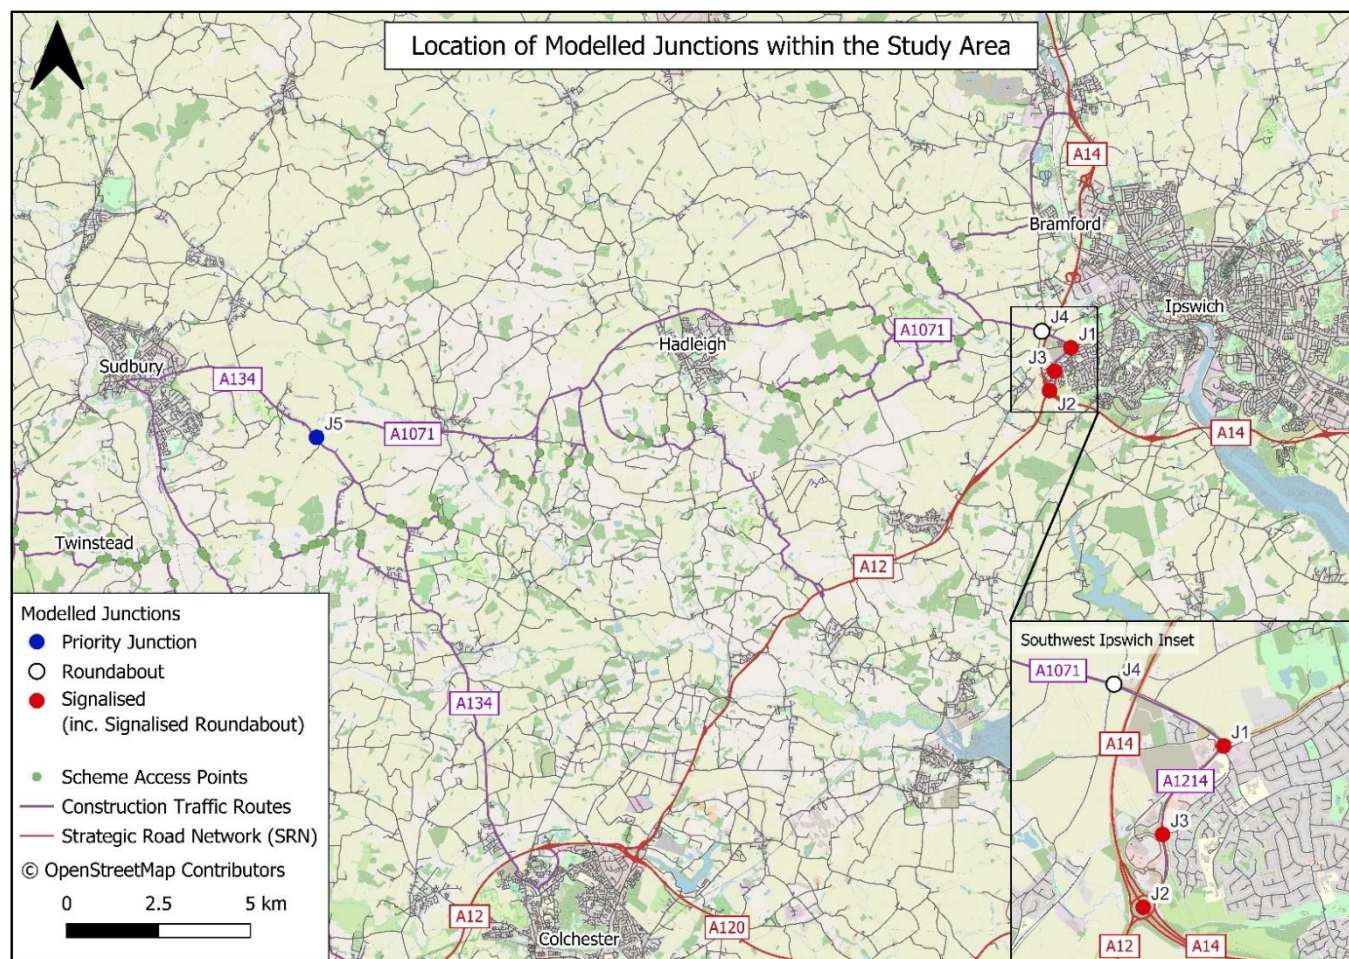 Location of Modelled Junctions within the Study Area
A14
Bramford
Ipswich
J4
A1071
J1
Hadleigh
J3
Sudbury
A134
J2
J5
A1071
A14
Twinstead
A12
Modelled Junctions
Priority Junction
Roundabout
Signalised
(inc. Signalised Roundabout)
Scheme Access Points
Construction Traffic Routes
Strategic Road Network (SRN)
© OpenStreetMap Contributors
0 2.5 5 km
A134
A12
Colchester
A120
Southwest Ipswich Inset
A1071
J4
A14
J1
A1214
J3
J2
A12
A14